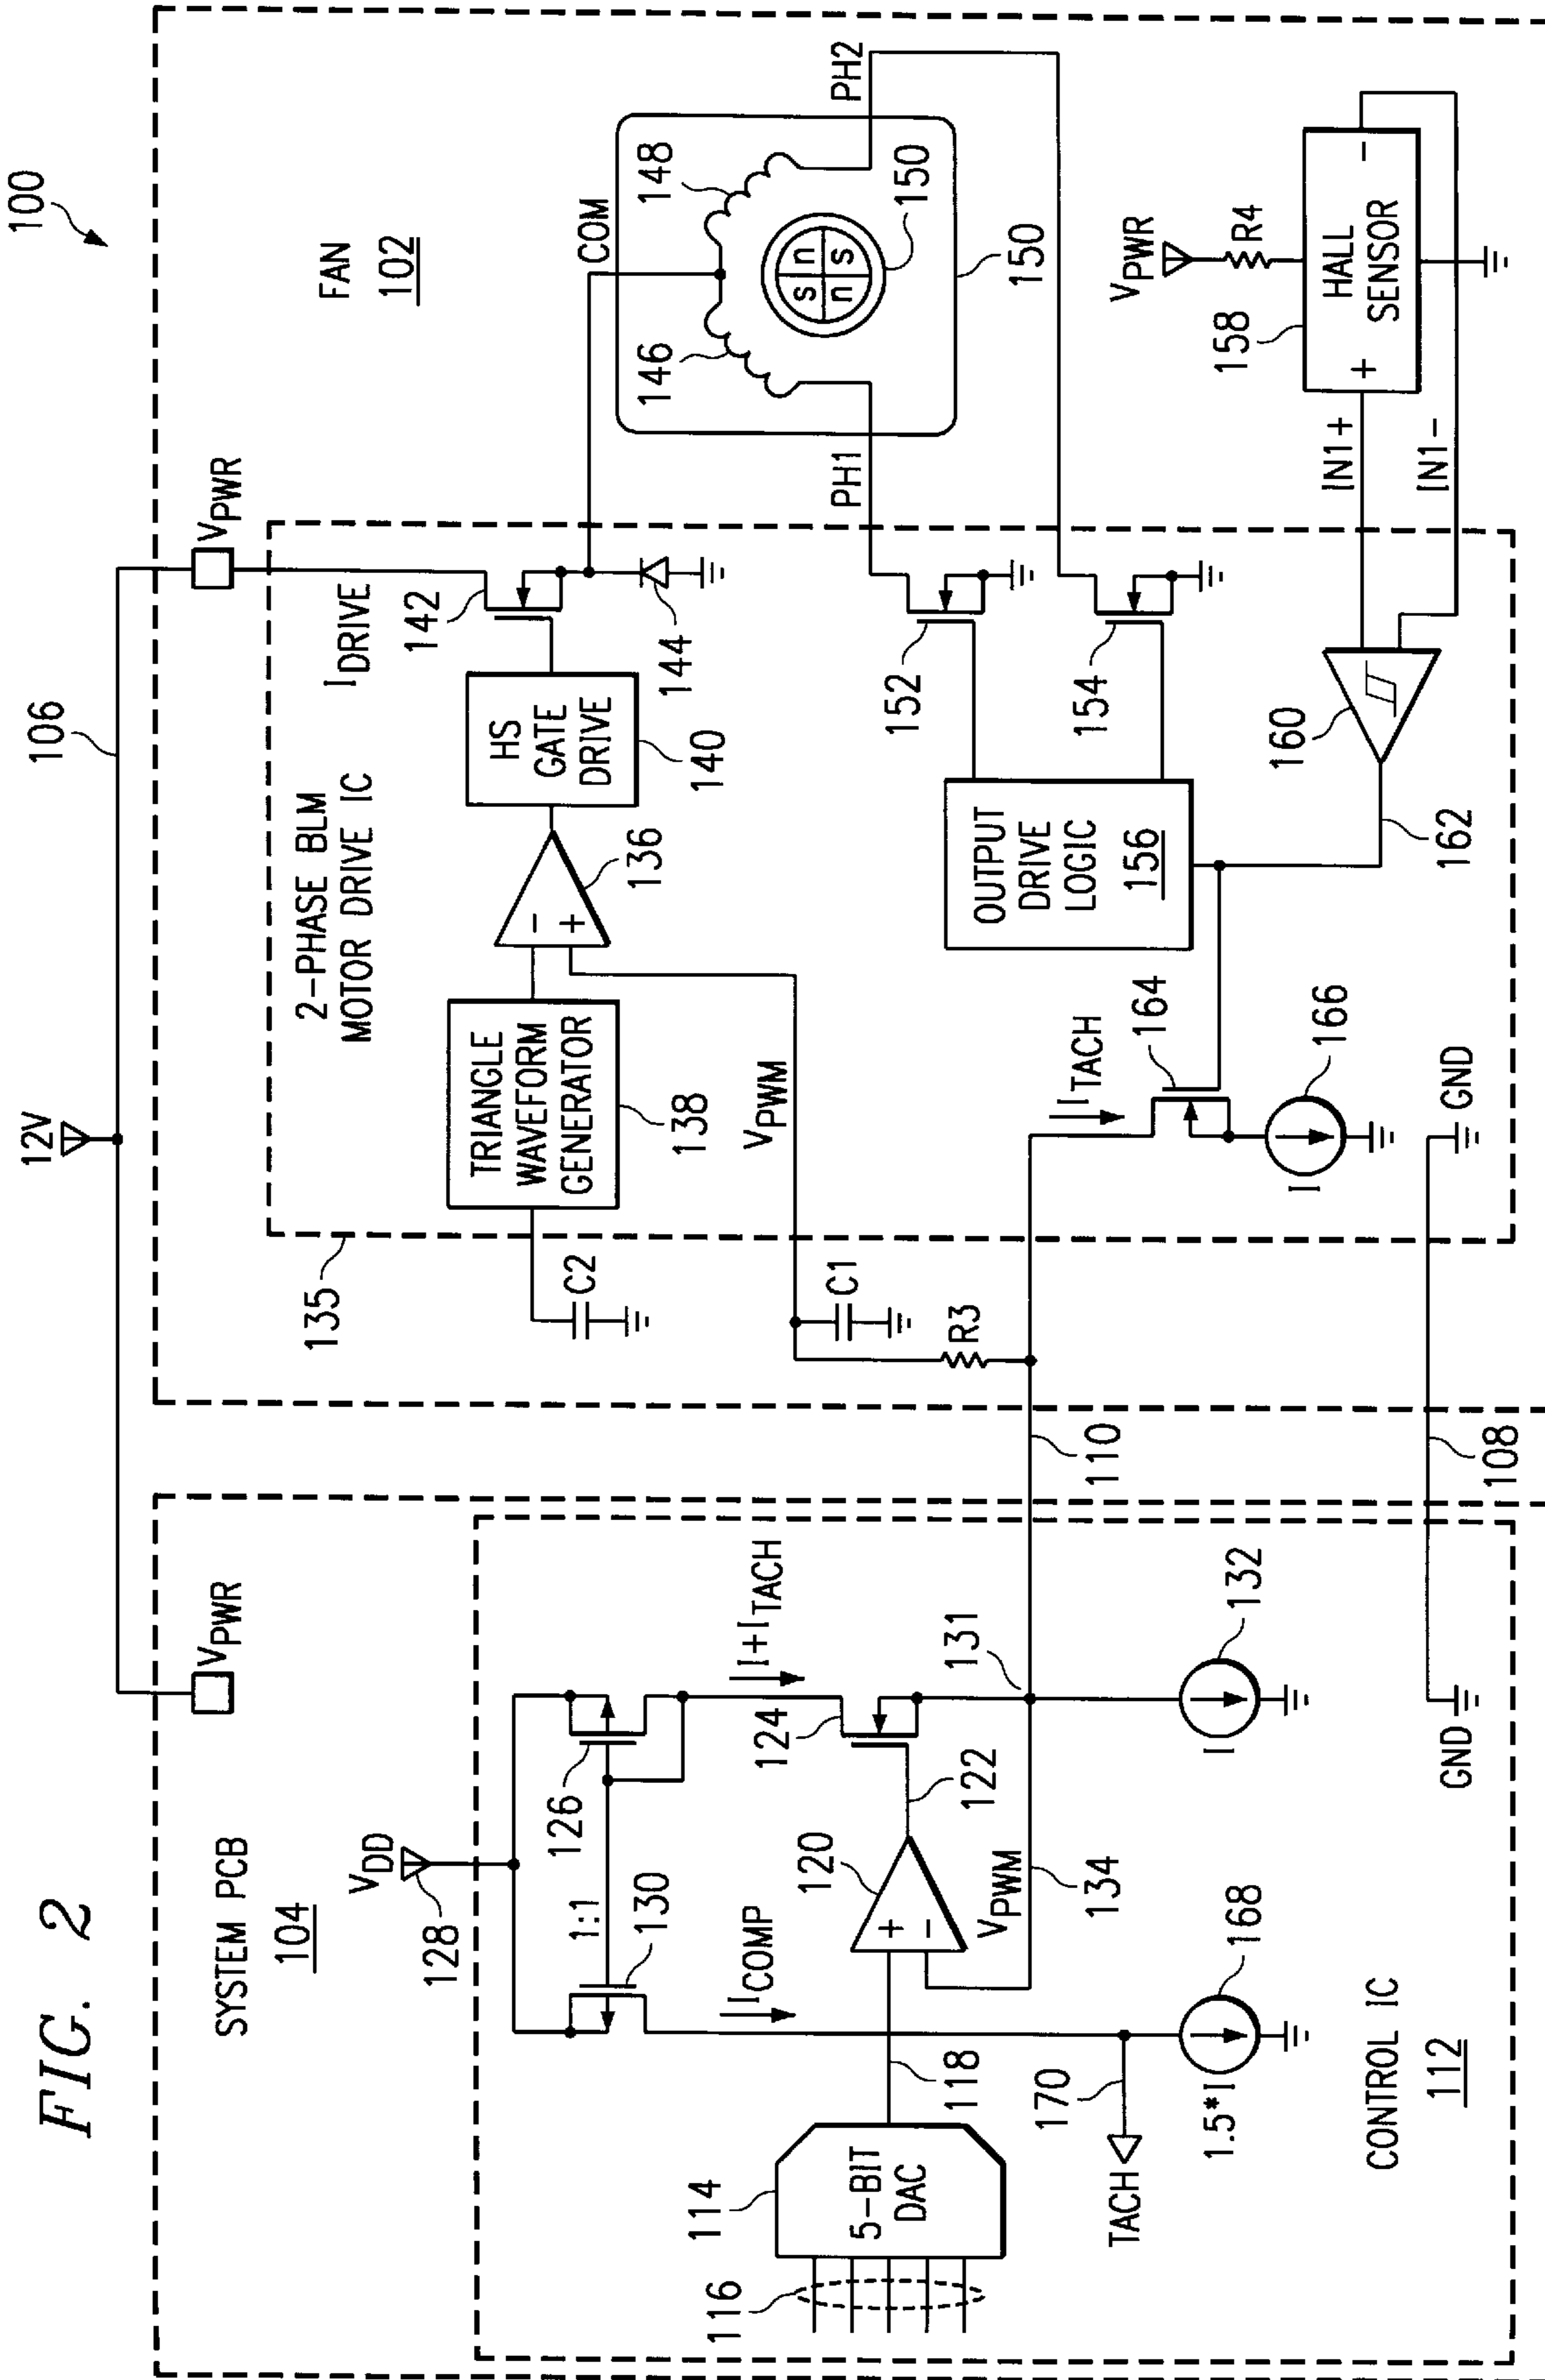 FIG. 2
100
12V
106
SYSTEM PCB
104
VPWR
VDD
128
126
1:1
130
I+ITACH
ICOMP
124
120
+
-
122
131
VPWM
134
118
114
5-BIT
DAC
116
170
TACH
1.5*I
168
I
132
CONTROL IC
112
GND
108
110
FAN
102
VPWR
135
2-PHASE BLM
MOTOR DRIVE IC
IDRIVE
142
HS
GATE
DRIVE
140
144
136
-
+
TRIANGLE
WAVEFORM
GENERATOR
138
C2
VPWM
C1
R3
COM
146
148
s
n
n
s
150
150
PH1
PH2
152
154
OUTPUT
DRIVE
LOGIC
156
ITACH
164
166
I
GND
160
162
VPWR
R4
158
+
-
HALL
SENSOR
IN1+
IN1-